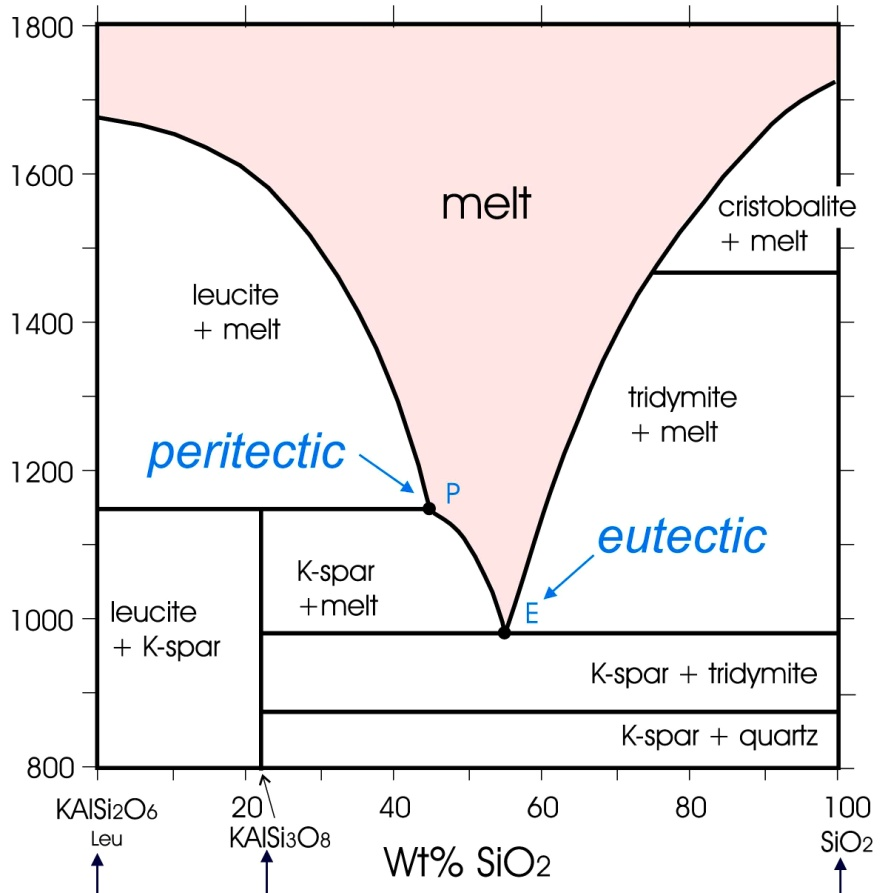 1800
1600
1400
1200
1000
800
melt
cristobalite
+ melt
leucite
+ melt
tridymite
+ melt
peritectic
P
eutectic
E
K-spar
+melt
leucite
+ K-spar
K-spar + tridymite
K-spar + quartz
20
40
60
80
100
KAlSi2O6
Leu
KAlSi3O8
Wt% SiO2
SiO2